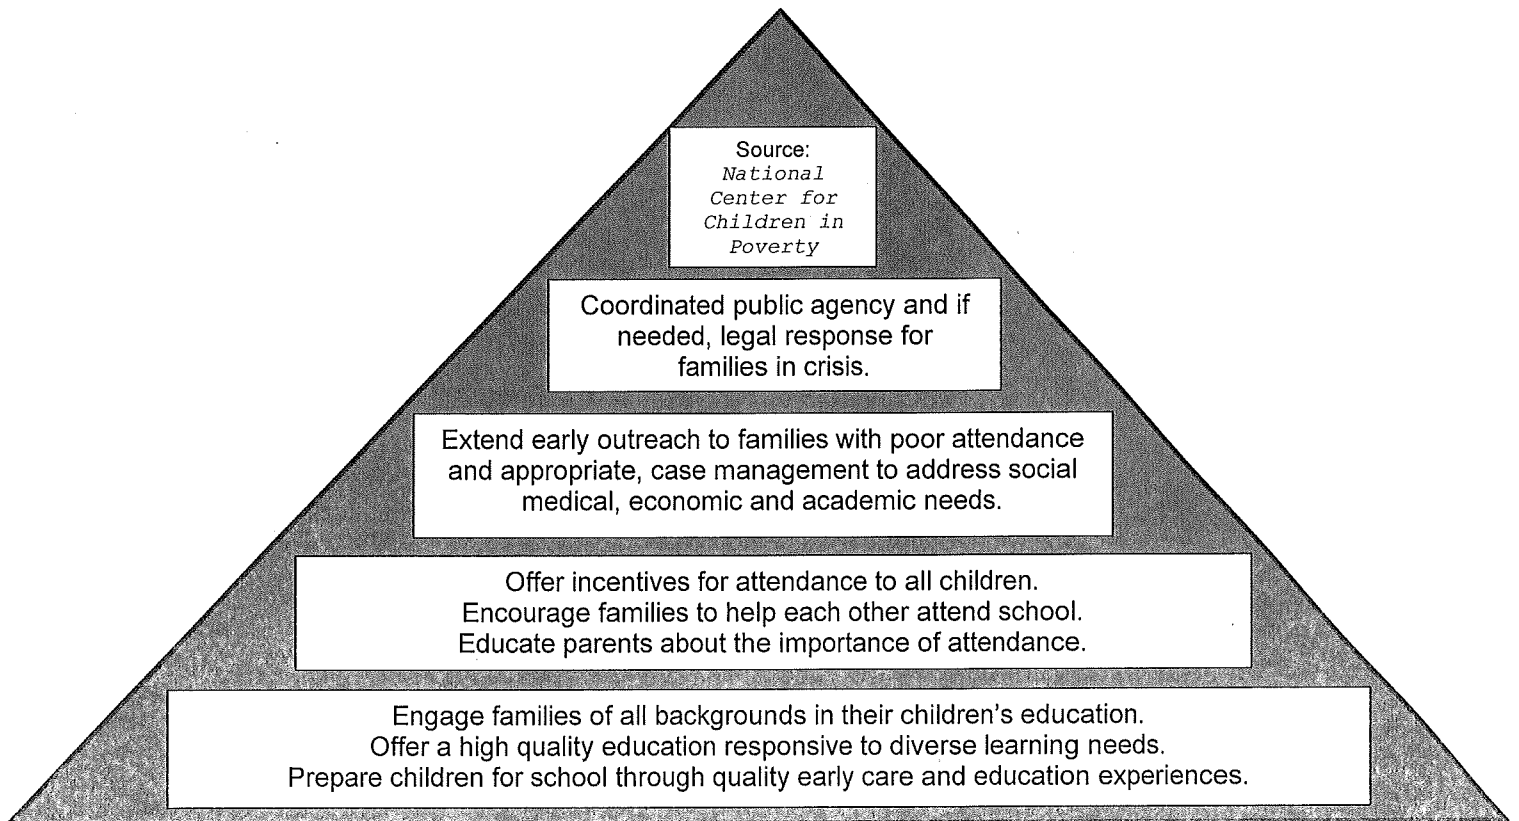 Source:
National
Center for
Children in
Poverty
Coordinated public agency and if
needed, legal response for
families in crisis.
Extend early outreach to families with poor attendance
and appropriate, case management to address social
medical, economic and academic needs.
Offer incentives for attendance to all children.
Encourage families to help each other attend school.
Educate parents about the importance of attendance.
Engage families of all backgrounds in their children's education.
Offer a high quality education responsive to diverse learning needs.
Prepare children for school through quality early care and education experiences.